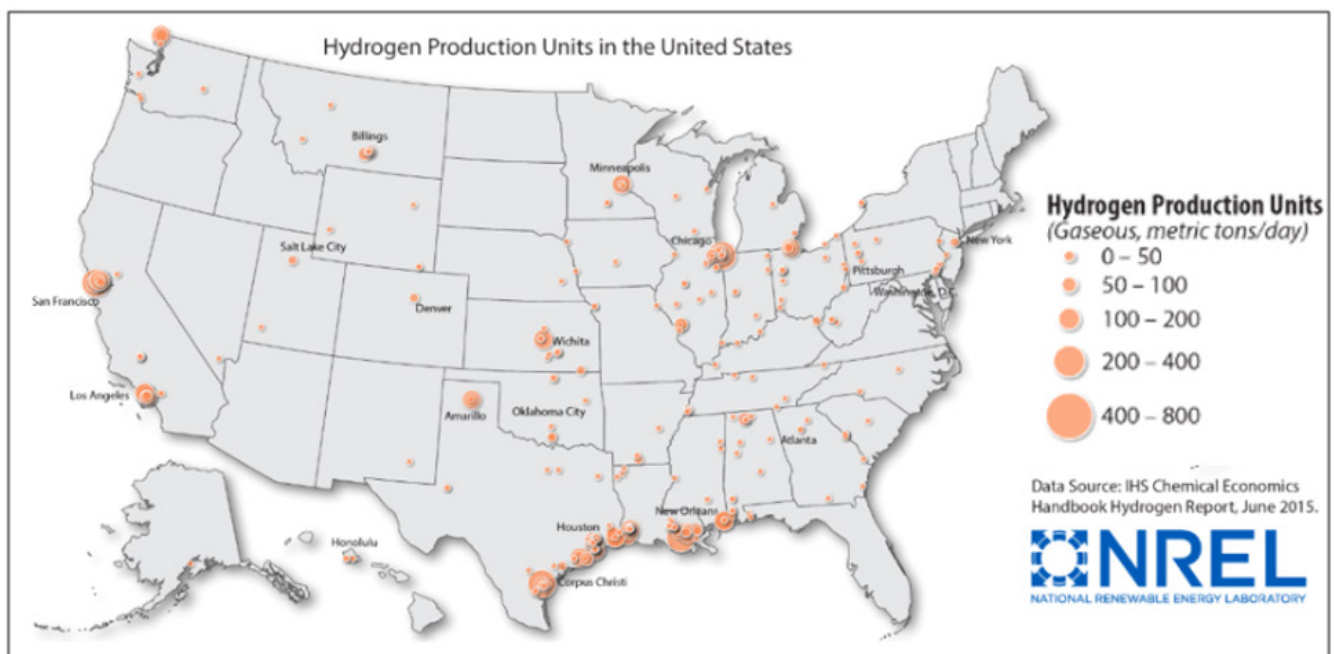 Hydrogen Production Units in the United States
Billings
Minneapolis
Salt Lake City
Chicago
New York
Pittsburgh
Washington, D.C.
San Francisco
Denver
Wichita
Los Angeles
Amarillo
Oklahoma City
Atlanta
New Orleans
Houston
Honolulu
Corpus Christi
Hydrogen Production Units
(Gaseous, metric tons/day)
0 – 50
50 – 100
100 – 200
200 – 400
400 – 800
Data Source: IHS Chemical Economics
Handbook Hydrogen Report, June 2015.
NREL
NATIONAL RENEWABLE ENERGY LABORATORY